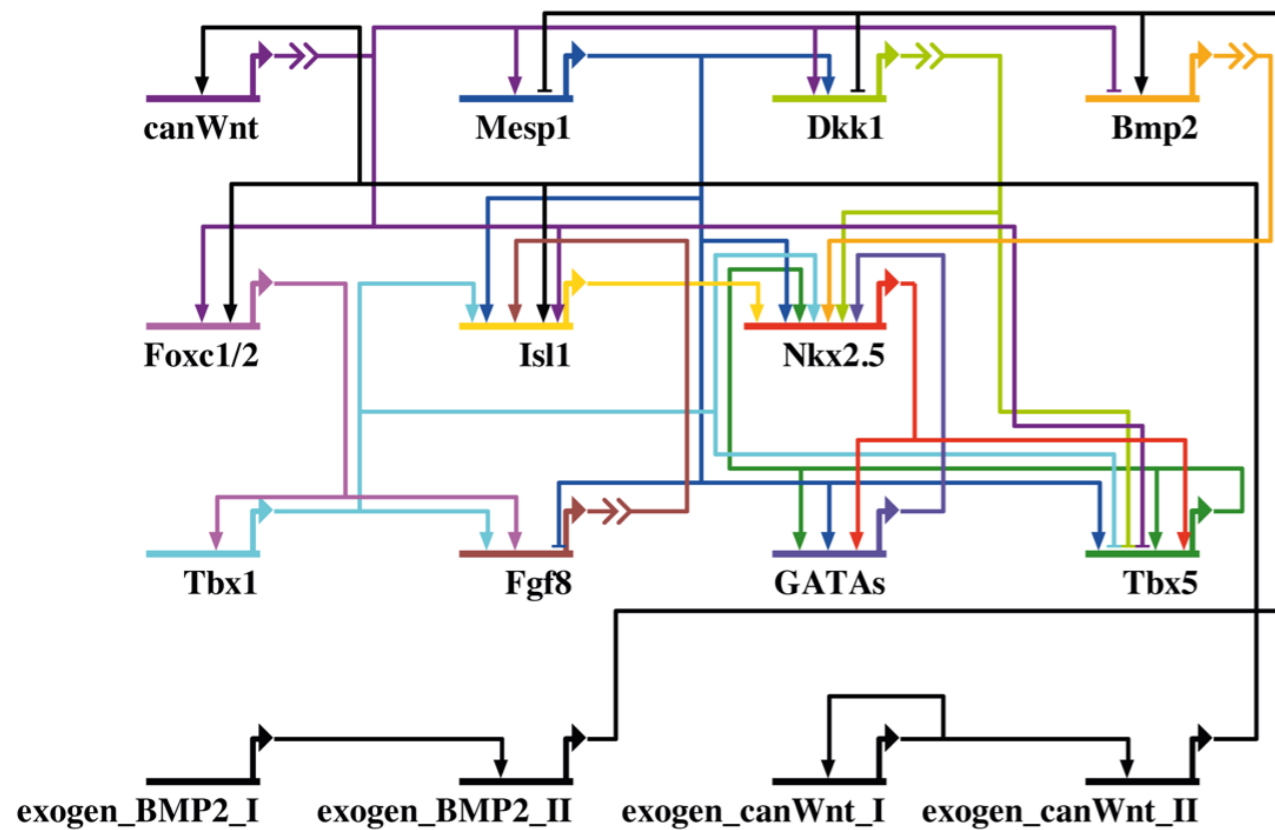 canWnt Mesp1 Dkk1 Bmp2
Foxc1/2 Isl1 Nkx2.5
Tbx1 Fgf8 GATAs Tbx5
exogen_BMP2_I exogen_BMP2_II exogen_canWnt_I exogen_canWnt_II